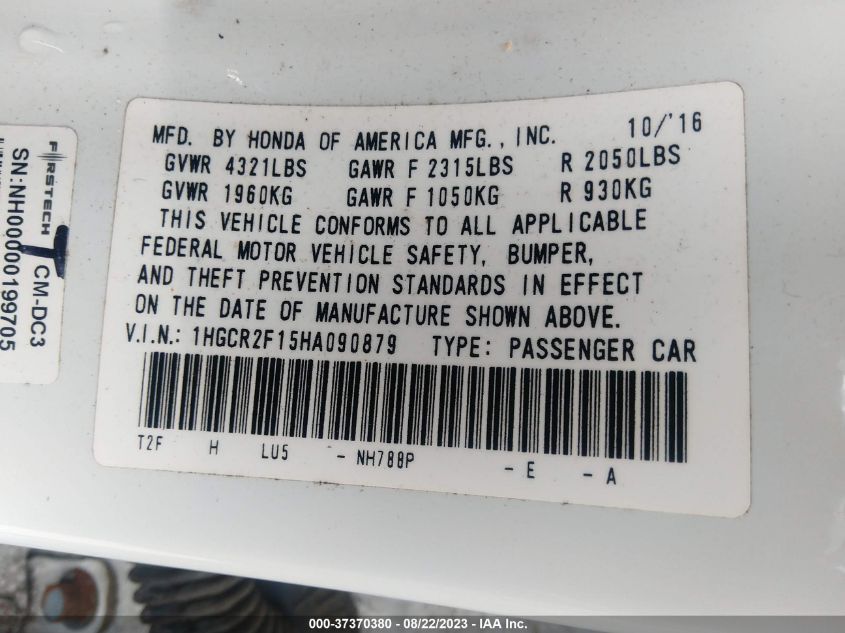 MFD. BY HONDA OF AMERICA MFG., INC. 10/'16
GVWR 4321LBS GAWR F 2315LBS R 2050LBS
GVWR 1960KG GAWR F 1050KG R 930KG
THIS VEHICLE CONFORMS TO ALL APPLICABLE
FEDERAL MOTOR VEHICLE SAFETY, BUMPER,
AND THEFT PREVENTION STANDARDS IN EFFECT
ON THE DATE OF MANUFACTURE SHOWN ABOVE.
V.I.N.: 1HGCR2F15HA090879 TYPE: PASSENGER CAR
T2F H LU5 - NH788P - E - A
FIRSTECH CM-DC3
SN:NH00000199705
000-37370380 - 08/22/2023 - IAA Inc.